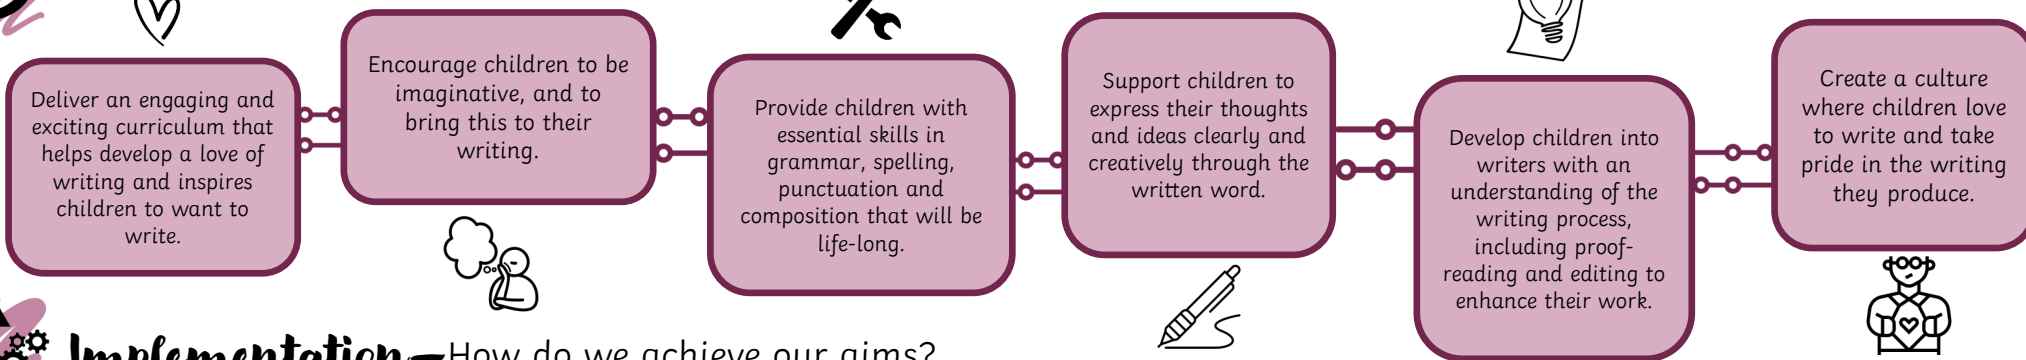 Deliver an engaging and
exciting curriculum that
helps develop a love of
writing and inspires
children to want to
write.
Encourage children to be
imaginative, and to
bring this to their
writing.
Provide children with
essential skills in
grammar, spelling,
punctuation and
composition that will be
life-long.
Support children to
express their thoughts
and ideas clearly and
creatively through the
written word.
Develop children into
writers with an
understanding of the
writing process,
including proof-
reading and editing to
enhance their work.
Create a culture
where children love
to write and take
pride in the writing
they produce.
Implementation – How do we achieve our aims?